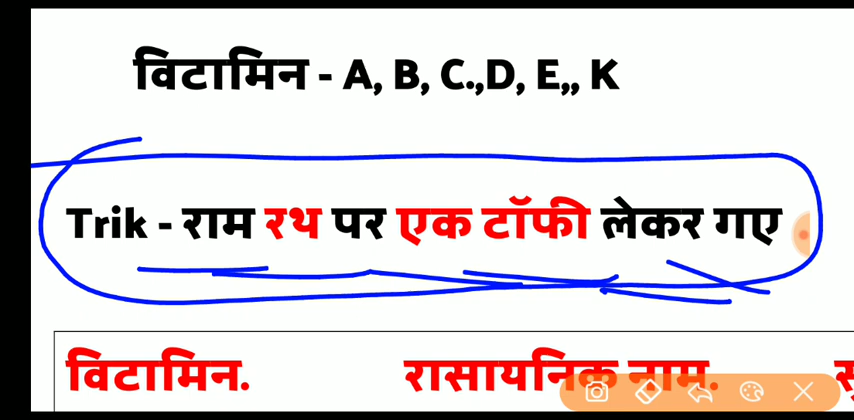 विटामिन - A, B, C.,D, E,, K
Trik - राम रथ पर एक टॉफी लेकर गए
विटामिन. रासायनिक नाम.